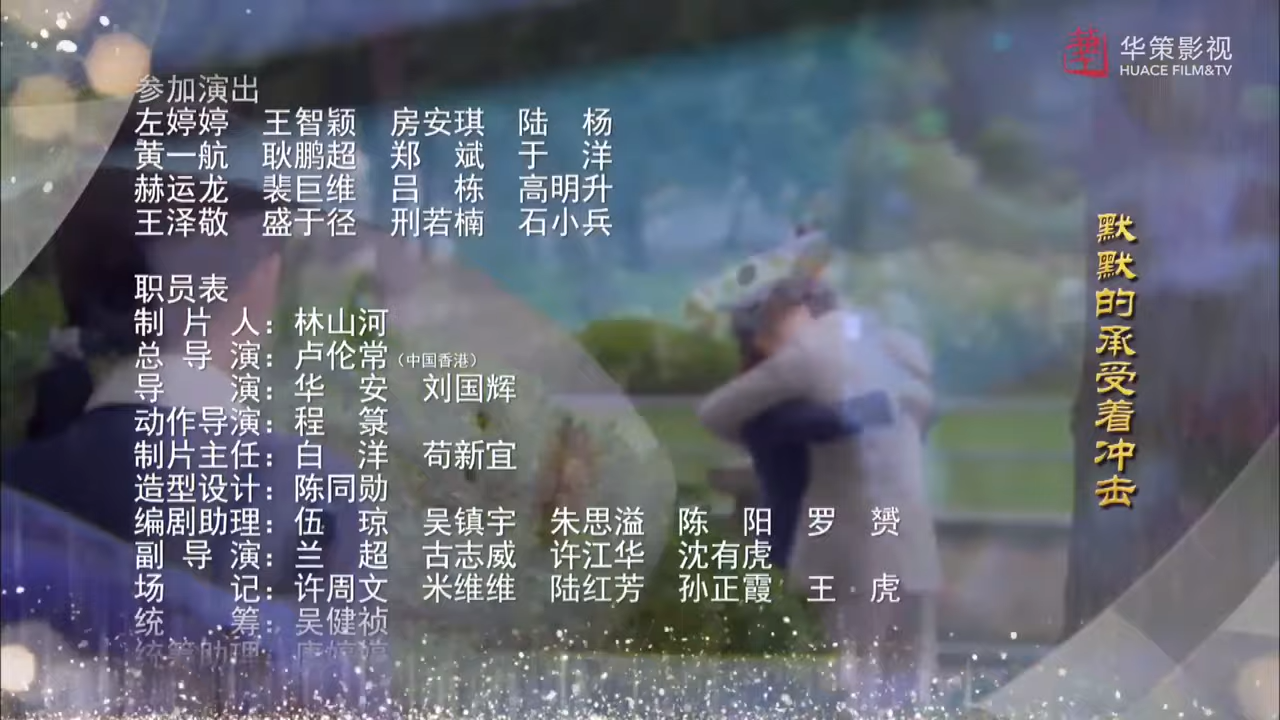 华策影视
HUACE FILM&TV
参加演出
左婷婷 王智颖 房安琪 陆 杨
黄一航 耿鹏超 郑 斌 于 洋
赫运龙 裴巨维 吕 栋 高明升
王泽敬 盛于径 刑若楠 石小兵
职员表
制 片 人：林山河
总 导 演：卢伦常（中国香港）
导 演：华 安 刘国辉
动作导演：程 箓
制片主任：白 洋 苟新宜
造型设计：陈同勋
编剧助理：伍 琼 吴镇宇 朱思溢 陈 阳 罗 赟
副 导 演：兰 超 古志威 许江华 沈有虎
场 记：许周文 米维维 陆红芳 孙正霞 王 虎
统 筹：吴健祯
统筹助理：唐婷婷
默默的承受着冲击